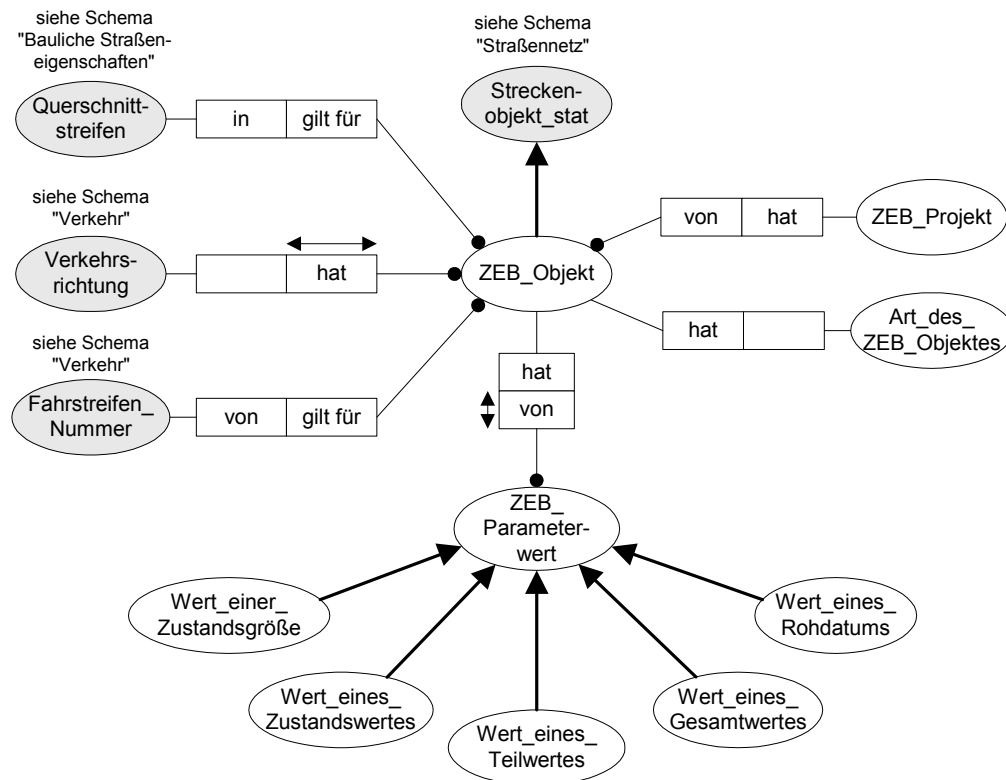 siehe Schema
"Bauliche Straßen-
eigenschaften"
Querschnitt-
streifen
in
gilt für
siehe Schema
"Straßennetz"
Strecken-
objekt_stat
siehe Schema
"Verkehr"
Verkehrs-
richtung
hat
ZEB_Objekt
von
hat
ZEB_Projekt
hat
Art_des_
ZEB_Objektes
siehe Schema
"Verkehr"
Fahrstreifen_
Nummer
von
gilt für
hat
von
ZEB_
Parameter-
wert
Wert_einer_
Zustandsgröße
Wert_eines_
Zustandswertes
Wert_eines_
Teilwertes
Wert_eines_
Gesamtwertes
Wert_eines_
Rohdatums